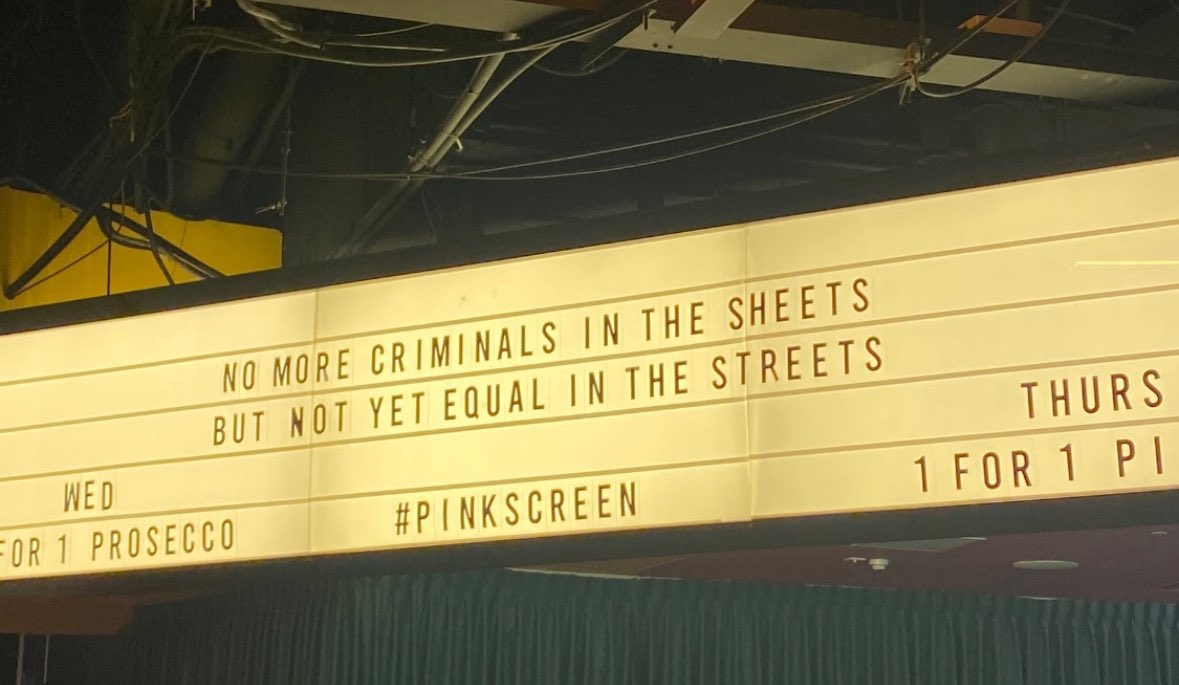 NO MORE CRIMINALS IN THE SHEETS
BUT NOT YET EQUAL IN THE STREETS
WED
FOR 1 PROSECCO
#PINKSCREEN
THURS
1 FOR 1 PI